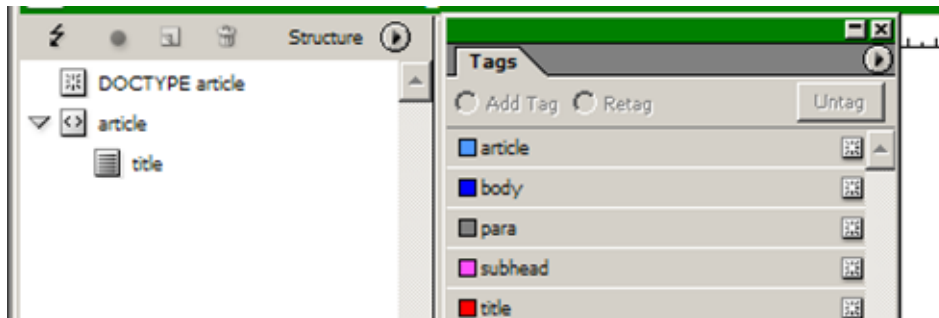 Structure
DOCTYPE article
article
title
Tags
Add Tag Retag Untag
article
body
para
subhead
title